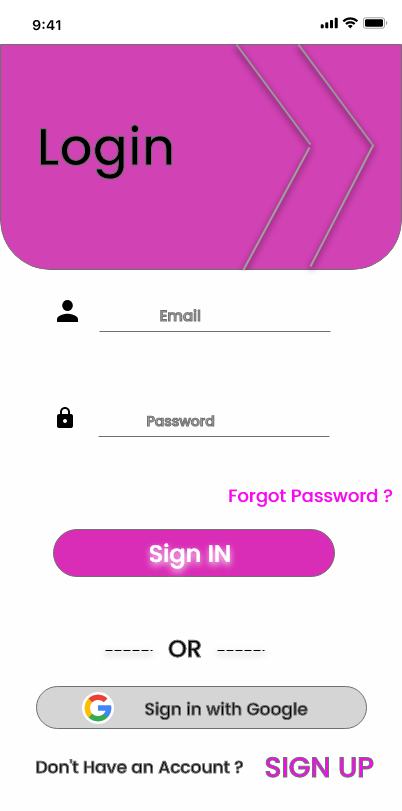 9:41
Login
Email
Password
Forgot Password ?
Sign IN
OR
Sign in with Google
Don't Have an Account ? SIGN UP